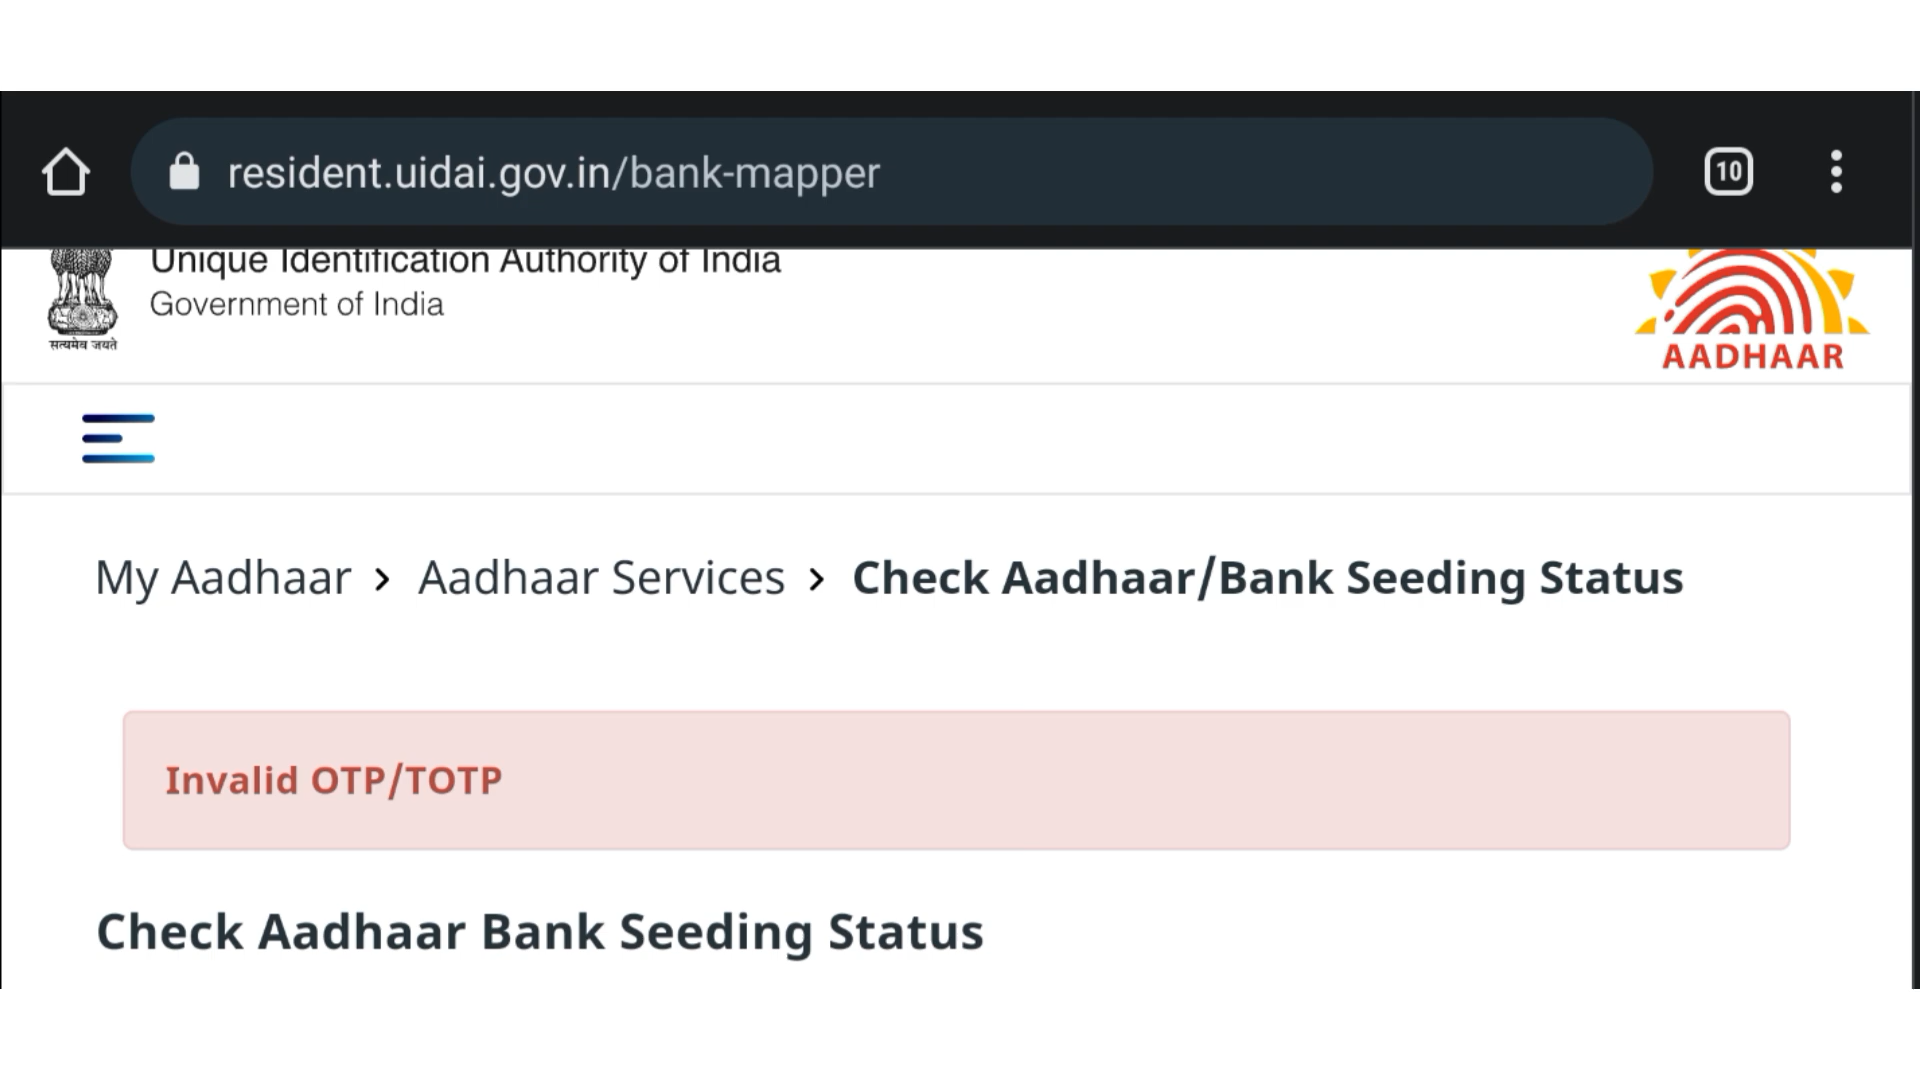 resident.uidai.gov.in/bank-mapper
10
Unique Identification Authority of India
Government of India
सत्यमेव जयते
AADHAAR
My Aadhaar › Aadhaar Services › Check Aadhaar/Bank Seeding Status
Invalid OTP/TOTP
Check Aadhaar Bank Seeding Status